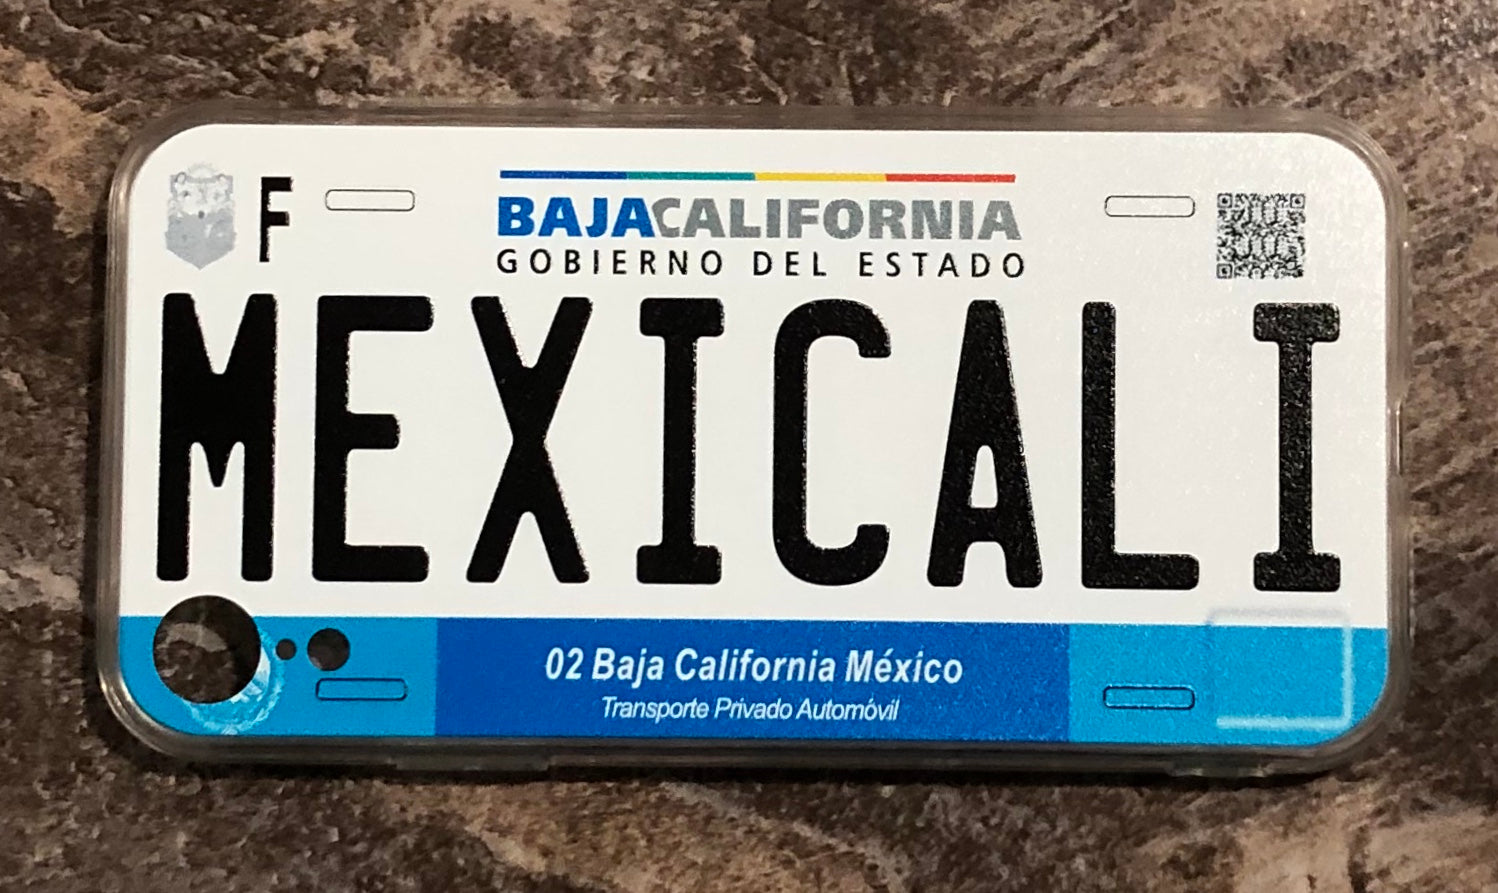 F
BAJACALIFORNIA
GOBIERNO DEL ESTADO
MEXICALI
02 Baja California México
Transporte Privado Automóvil